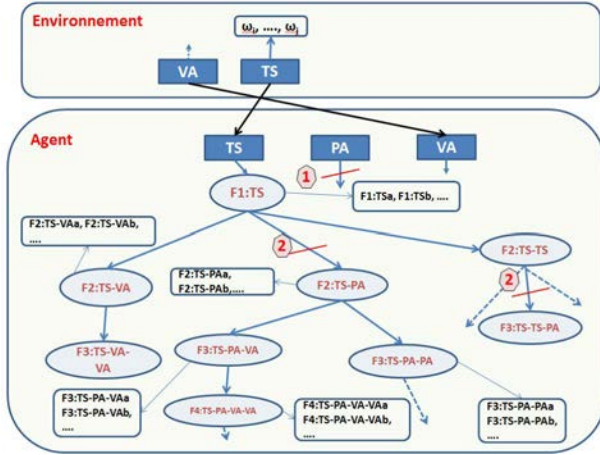 Environnement
ωi, ...., ωj
VA
TS
Agent
TS
PA
VA
1
F1:TS
F1:TSa, F1:TSb, ....
F2:TS-VAa, F2:TS-VAb,
....
2
F2:TS-TS
F2:TS-PAa,
F2:TS-PAb,....
2
F2:TS-VA
F2:TS-PA
F3:TS-TS-PA
F3:TS-VA-
VA
F3:TS-PA-VA
F3:TS-PA-PA
F3:TS-PA-VAa
F3:TS-PA-VAb,
....
F4:TS-PA-VA-VA
F4:TS-PA-VA-VAa
F4:TS-PA-VA-VAb,
....
F3:TS-PA-PAa
F3:TS-PA-PAb,
....